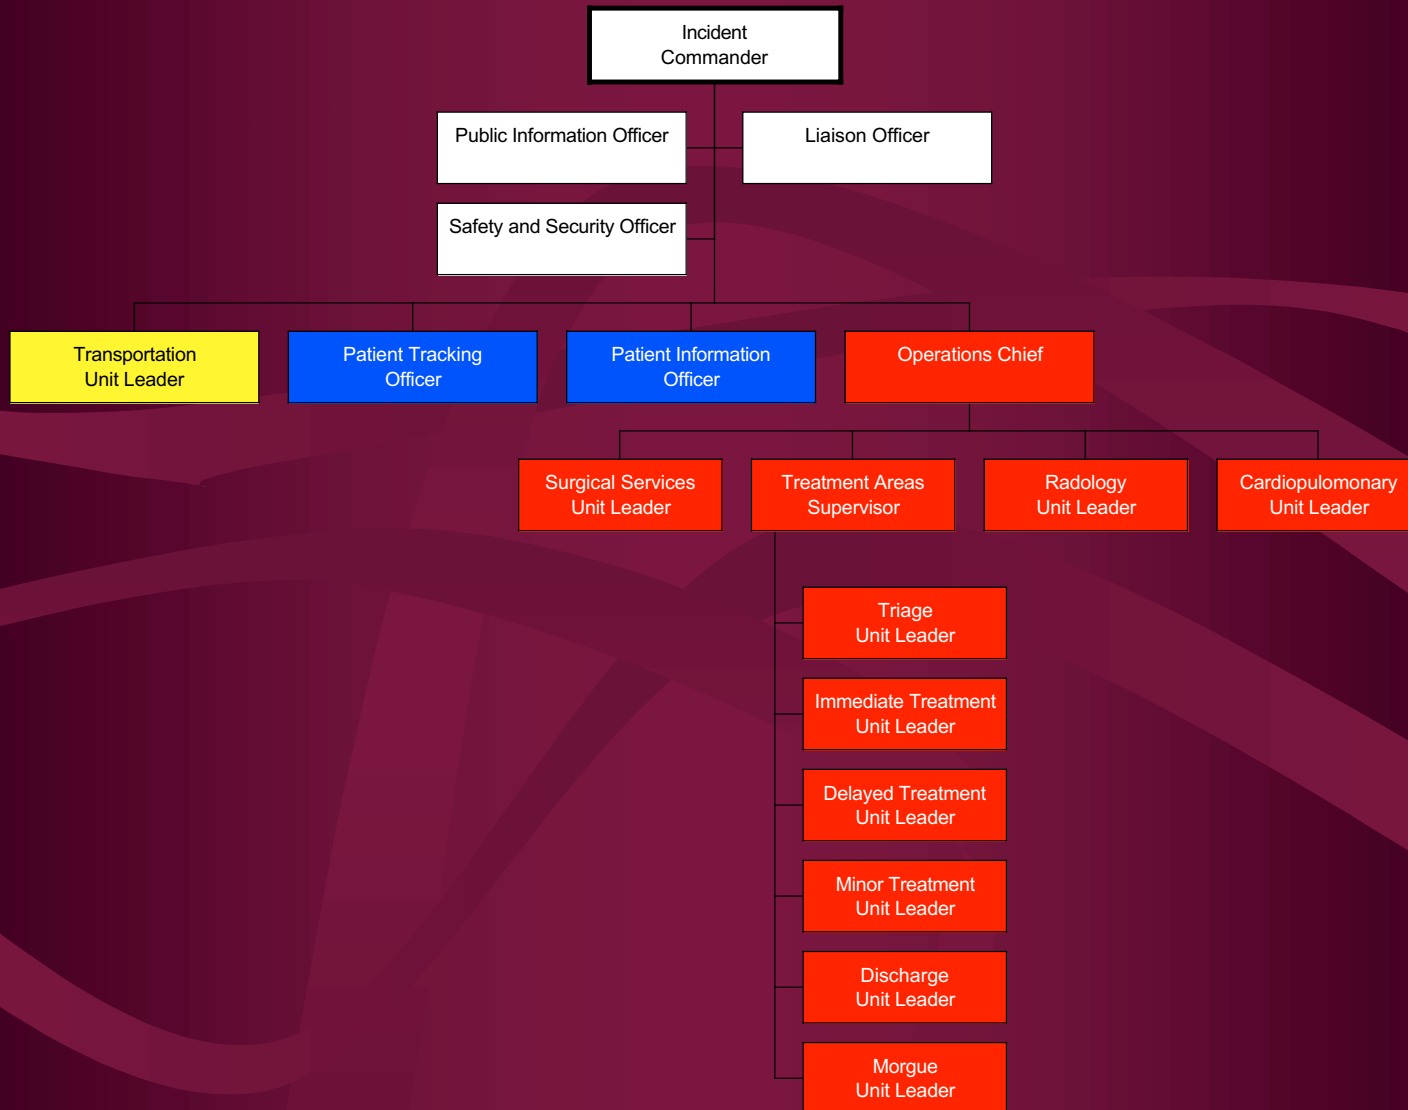 Incident
Commander
Public Information Officer
Liaison Officer
Safety and Security Officer
Transportation
Unit Leader
Patient Tracking
Officer
Patient Information
Officer
Operations Chief
Surgical Services
Unit Leader
Treatment Areas
Supervisor
Radology
Unit Leader
Cardiopulomonary
Unit Leader
Triage
Unit Leader
Immediate Treatment
Unit Leader
Delayed Treatment
Unit Leader
Minor Treatment
Unit Leader
Discharge
Unit Leader
Morgue
Unit Leader